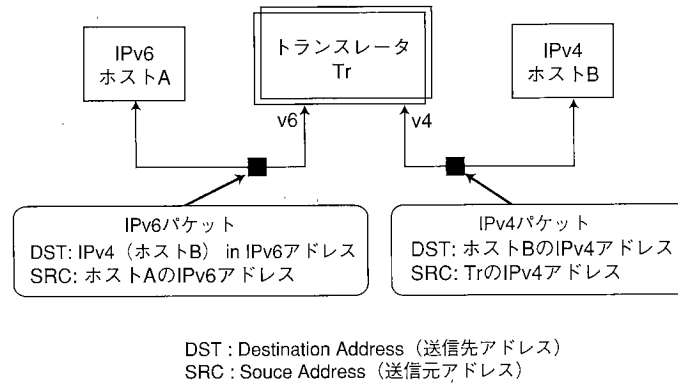 IPv6
ホストA
トランスレータ
Tr
IPv4
ホストB
v6
v4
IPv6パケット
DST: IPv4（ホストB） in IPv6アドレス
SRC: ホストAのIPv6アドレス
IPv4パケット
DST: ホストBのIPv4アドレス
SRC: TrのIPv4アドレス
DST : Destination Address（送信先アドレス）
SRC : Souce Address（送信元アドレス）